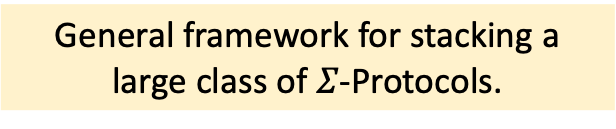 General framework for stacking a
large class of Σ-Protocols.